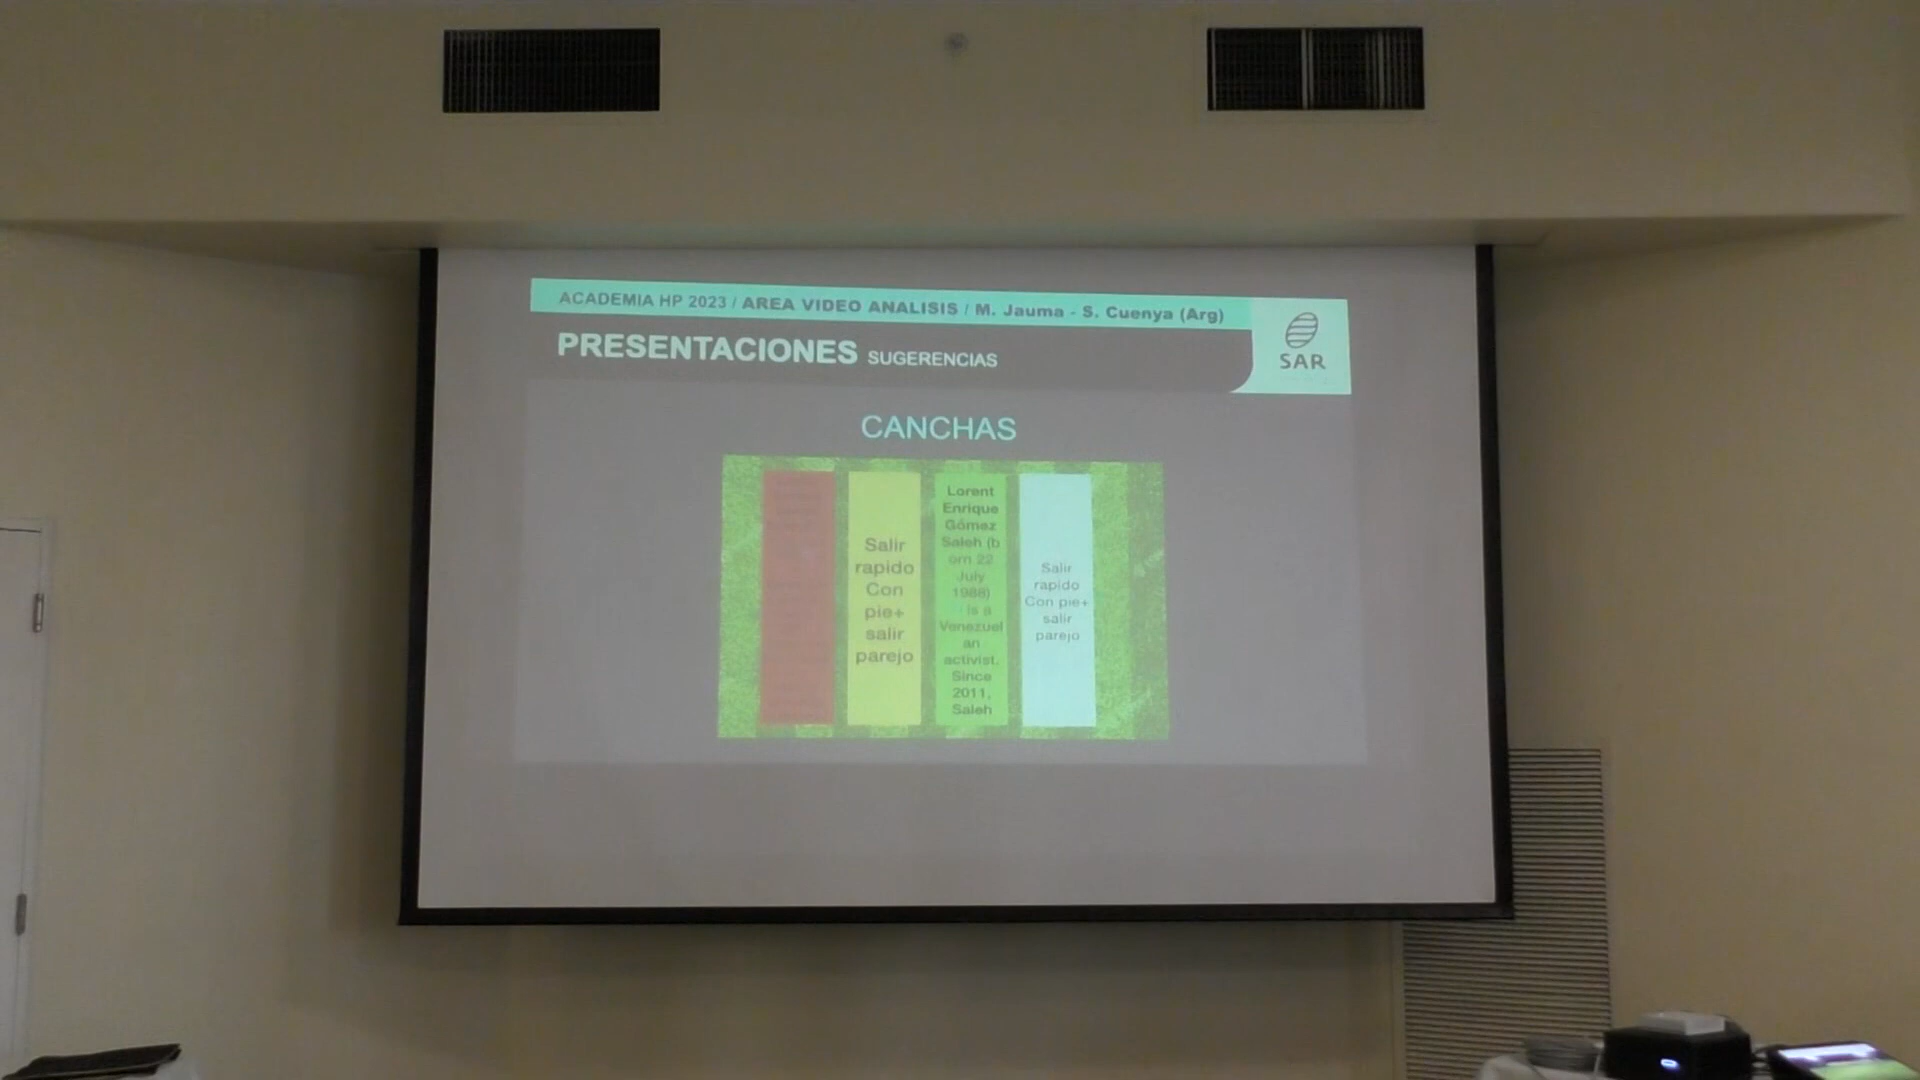 ACADEMIA HP 2023 / AREA VIDEO ANALISIS / M. Jauma - S. Cuenya (Arg)
PRESENTACIONES SUGERENCIAS
SAR
CANCHAS
Salir
rapido
Con
pie+
salir
parejo
Lorent
Enrique
Gómez
Saleh (b
orn 22
July
1988)
is a
Venezuel
an
activist.
Since
2011,
Saleh
Salir
rapido
Con pie+
salir
parejo